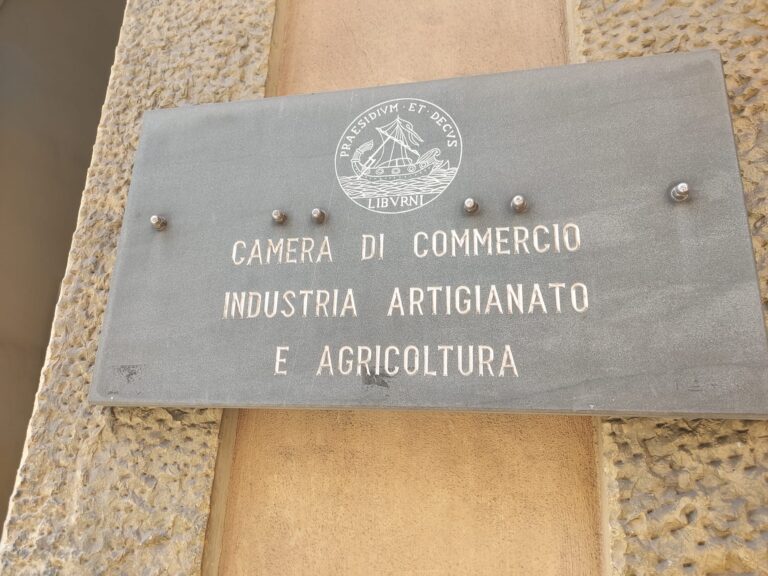 PRAESIDIVM · ET · DECVS
LIBVRNI
CAMERA DI COMMERCIO
INDUSTRIA ARTIGIANATO
E AGRICOLTURA